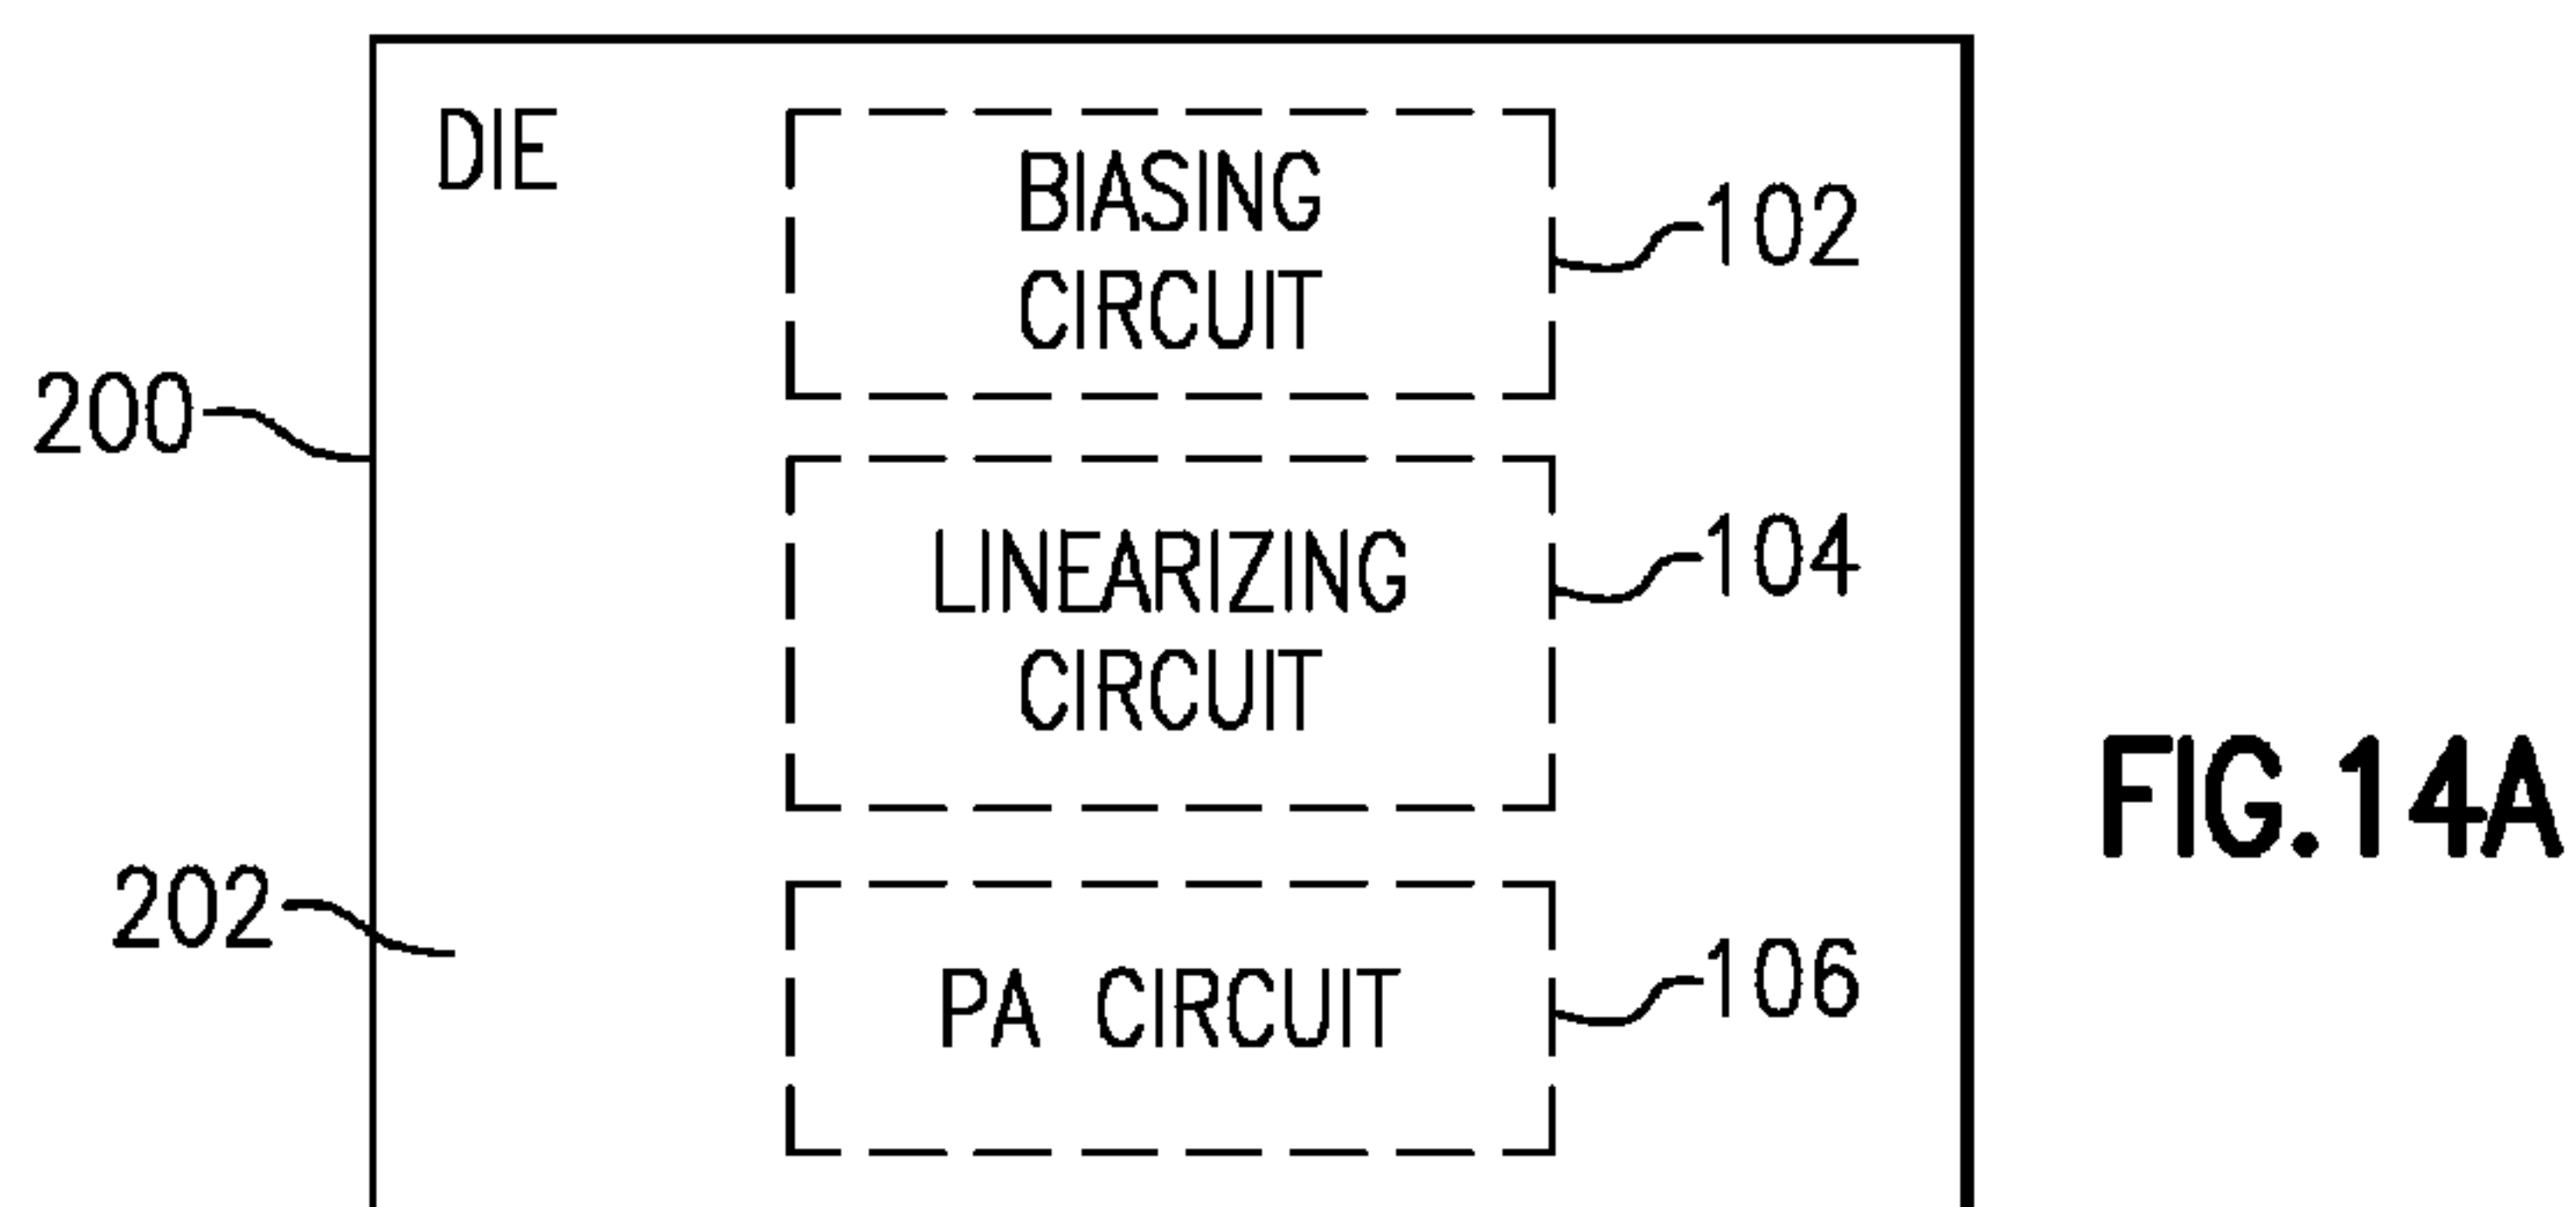 DIE
BIASING
CIRCUIT
102
200
LINEARIZING
CIRCUIT
104
FIG.14A
202
PA CIRCUIT
106